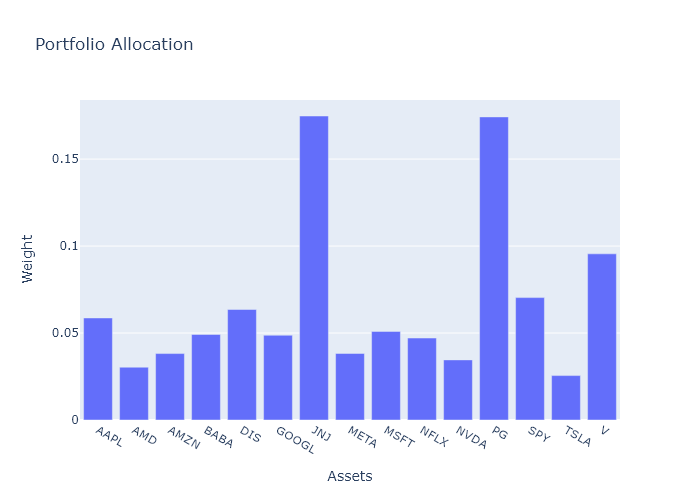 Portfolio Allocation
0.15
0.1
0.05
0
Weight
AAPL
AMD
AMZN
BABA
DIS
GOOGL
JNJ
META
MSFT
NFLX
NVDA
PG
SPY
TSLA
V
Assets